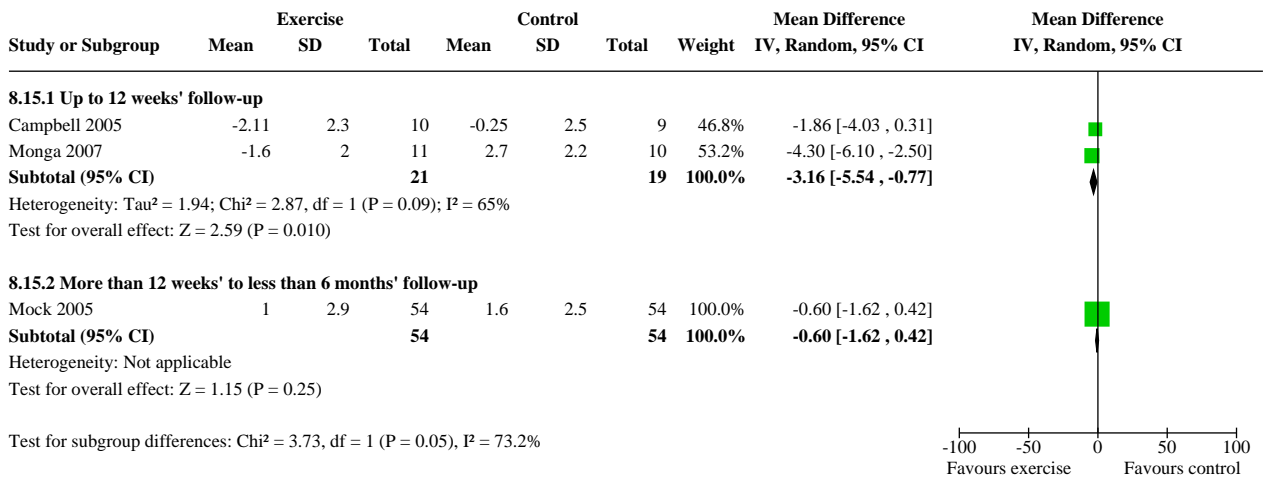 Exercise Control Mean Difference Mean Difference
Study or Subgroup Mean SD Total Mean SD Total Weight IV, Random, 95% CI IV, Random, 95% CI
8.15.1 Up to 12 weeks' follow-up
Campbell 2005 -2.11 2.3 10 -0.25 2.5 9 46.8% -1.86 [-4.03 , 0.31]
Monga 2007 -1.6 2 11 2.7 2.2 10 53.2% -4.30 [-6.10 , -2.50]
Subtotal (95% CI) 21 19 100.0% -3.16 [-5.54 , -0.77]
Heterogeneity: Tau² = 1.94; Chi² = 2.87, df = 1 (P = 0.09); I² = 65%
Test for overall effect: Z = 2.59 (P = 0.010)
8.15.2 More than 12 weeks' to less than 6 months' follow-up
Mock 2005 1 2.9 54 1.6 2.5 54 100.0% -0.60 [-1.62 , 0.42]
Subtotal (95% CI) 54 54 100.0% -0.60 [-1.62 , 0.42]
Heterogeneity: Not applicable
Test for overall effect: Z = 1.15 (P = 0.25)
Test for subgroup differences: Chi² = 3.73, df = 1 (P = 0.05), I² = 73.2%
-100 -50 0 50 100
Favours exercise Favours control